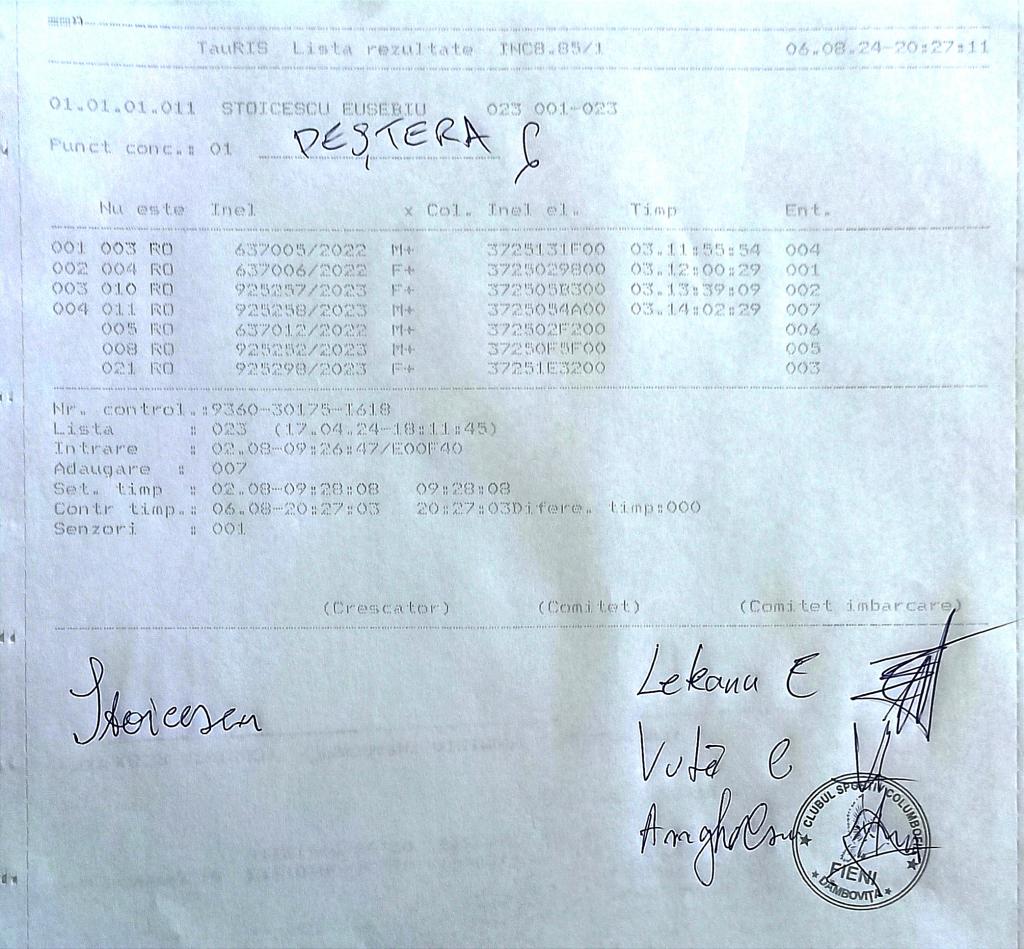 TauRIS Lista rezultate INC8.85/1 06.08.24-20:27:11
01.01.01.011 STOICESCU EUSEBIU 023 001-023
DEȘTERA
Punct conc.: 01
Nu este Inel x Col. Inel el. Timp Ent.
001 003 RO 637005/2022 M+ 3725131F00 03.11:55:54 004
002 004 RO 637006/2022 F+ 3725029800 03.12:00:29 001
003 010 RO 925257/2023 F+ 372505B300 03.13:39:09 002
004 011 RO 925258/2023 F+ 3725054A00 03.14:02:29 007
005 RO 637012/2022 M+ 372502F200 006
008 RO 925252/2023 M+ 37250F5F00 005
021 RO 925298/2023 F+ 37251E3200 003
Nr. control.:9360-30175-1618
Lista : 023 (17.04.24-18:11:45)
Intrare : 02.08-09:26:47/E00F40
Adaugare : 007
Set. timp : 02.08-09:28:08 09:28:08
Contr timp.: 06.08-20:27:03 20:27:03Difere. timp:000
Senzori : 001
(Crescator) (Comitet) (Comitet imbarcare)
Stoicescu
Lekanu E
Vută C
CLUBUL SPORTIV COLUMBOFIL
FIENI
DÂMBOVIȚA